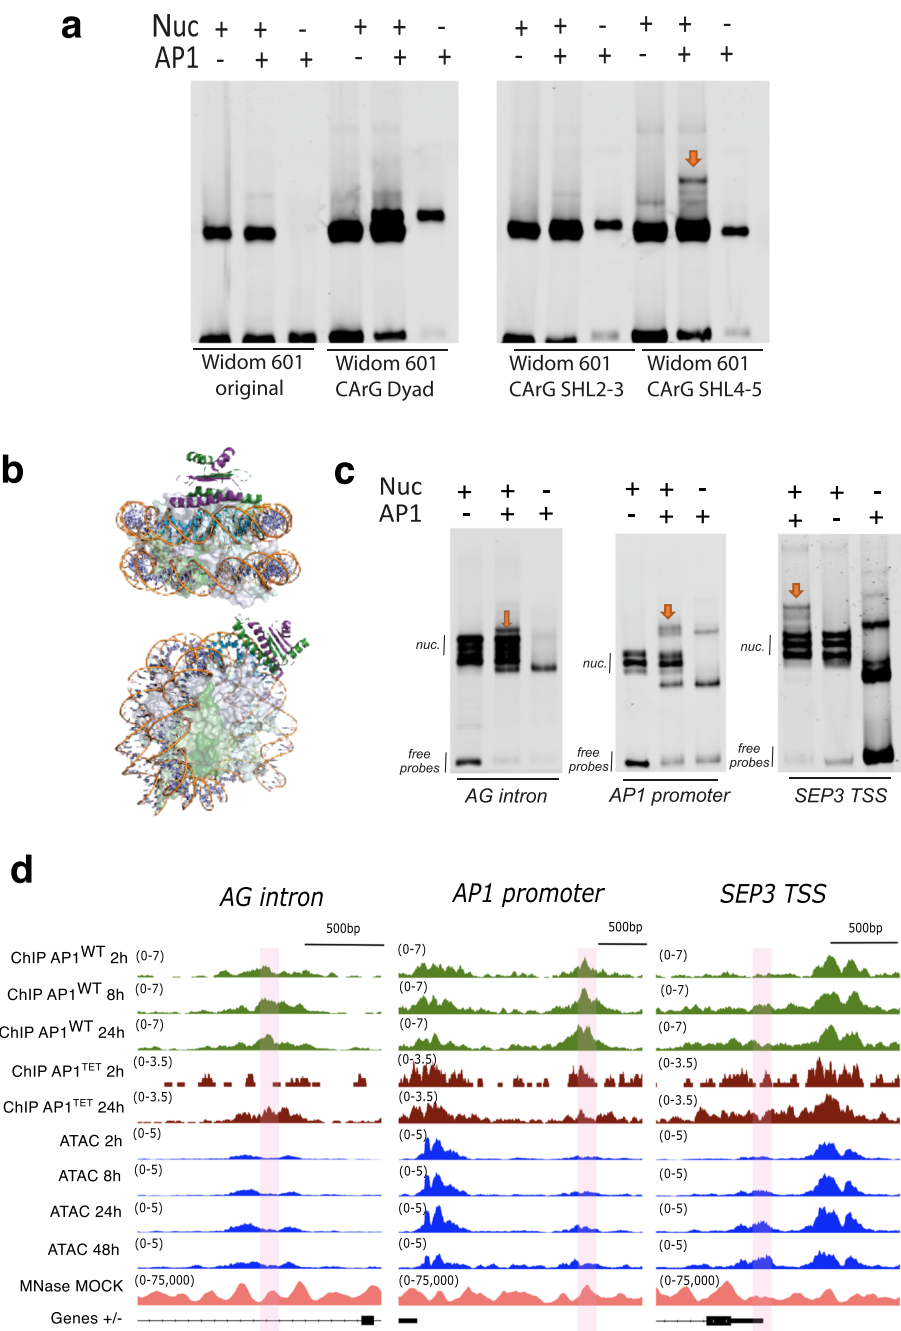 a
Nuc + + - + + - + + - + + -
AP1 - + + - + + - + + - + +
Widom 601 original
Widom 601 CArG Dyad
Widom 601 CArG SHL2-3
Widom 601 CArG SHL4-5
b
c
Nuc + + - + + - + + -
AP1 - + + - + + + - +
nuc.
free probes
AG intron
nuc.
free probes
AP1 promoter
nuc.
free probes
SEP3 TSS
d
AG intron AP1 promoter SEP3 TSS
500bp 500bp 500bp
ChIP AP1WT 2h (0-7) (0-7) (0-7)
ChIP AP1WT 8h (0-7) (0-7) (0-7)
ChIP AP1WT 24h (0-7) (0-7) (0-7)
ChIP AP1TET 2h (0-3.5) (0-3.5) (0-3.5)
ChIP AP1TET 24h (0-3.5) (0-3.5) (0-3.5)
ATAC 2h (0-5) (0-5) (0-5)
ATAC 8h (0-5) (0-5) (0-5)
ATAC 24h (0-5) (0-5) (0-5)
ATAC 48h (0-5) (0-5) (0-5)
MNase MOCK (0-75,000) (0-75,000) (0-75,000)
Genes +/-